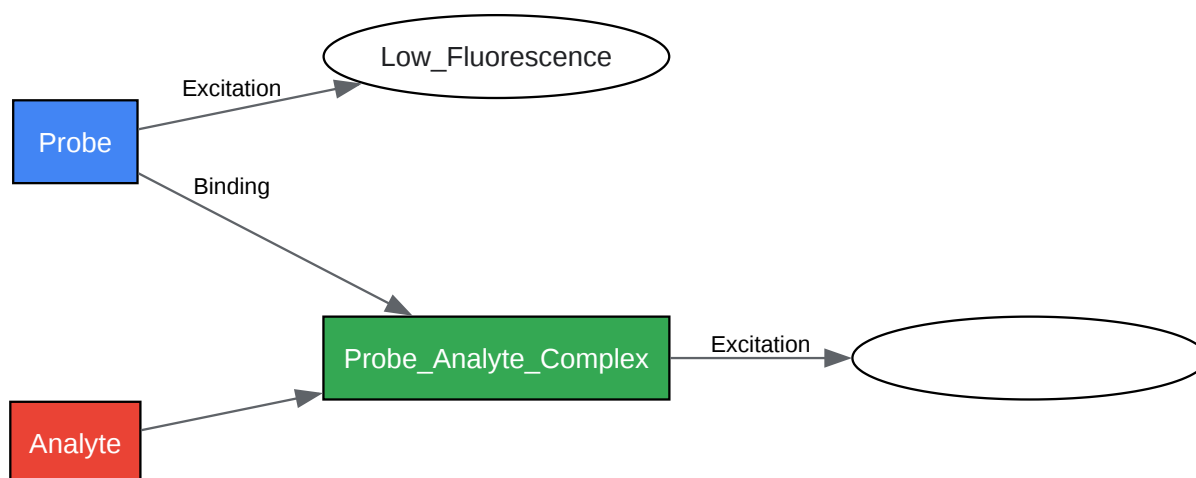 Low_Fluorescence
Excitation
Probe
Binding
Probe_Analyte_Complex
Excitation
Analyte